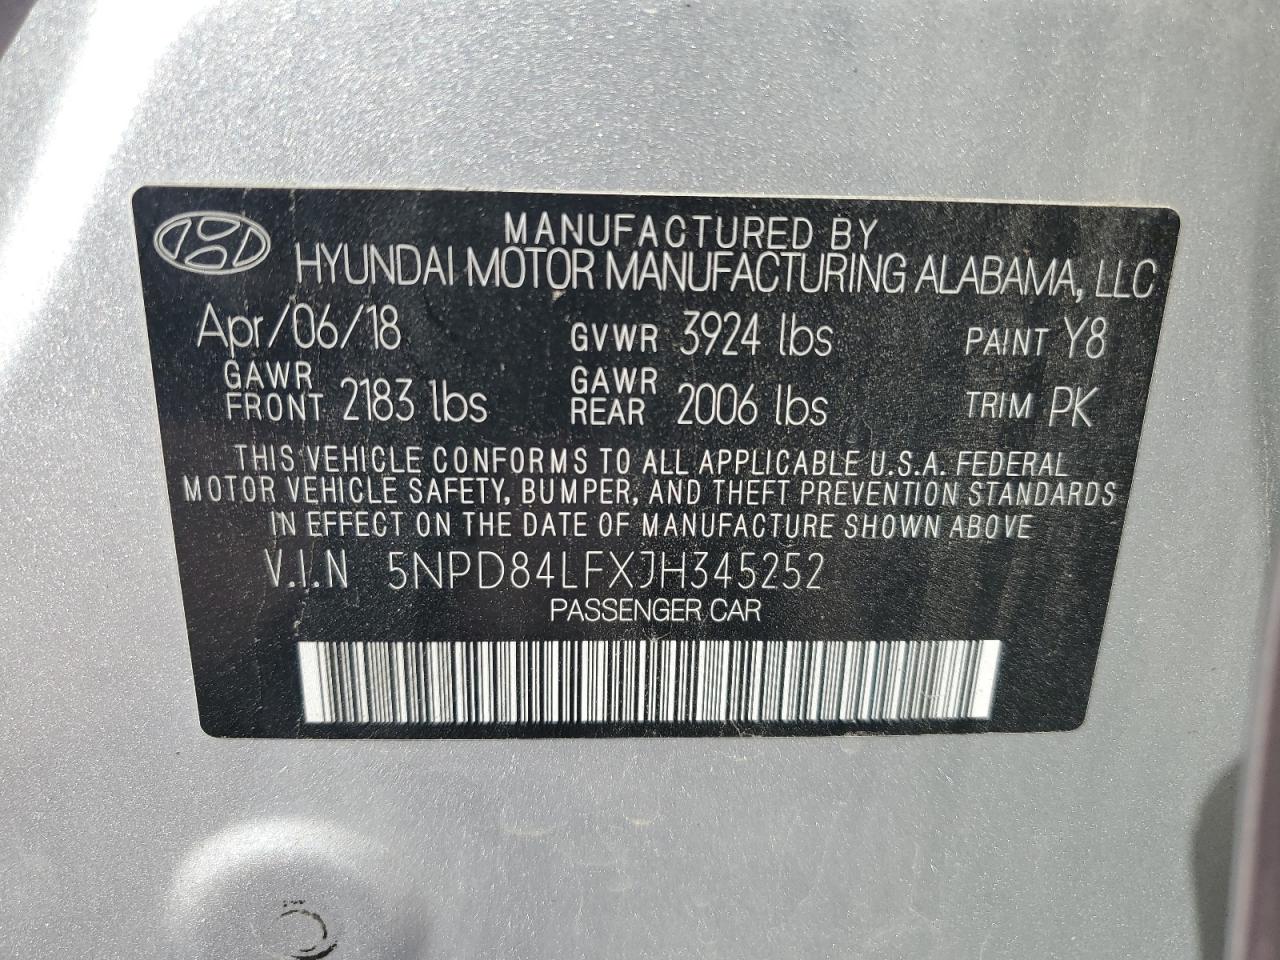 MANUFACTURED BY
HYUNDAI MOTOR MANUFACTURING ALABAMA, LLC
Apr/06/18 GVWR 3924 lbs PAINT Y8
GAWR FRONT 2183 lbs GAWR REAR 2006 lbs TRIM PK
THIS VEHICLE CONFORMS TO ALL APPLICABLE U.S.A. FEDERAL
MOTOR VEHICLE SAFETY, BUMPER, AND THEFT PREVENTION STANDARDS
IN EFFECT ON THE DATE OF MANUFACTURE SHOWN ABOVE
V.I.N 5NPD84LFXJH345252
PASSENGER CAR